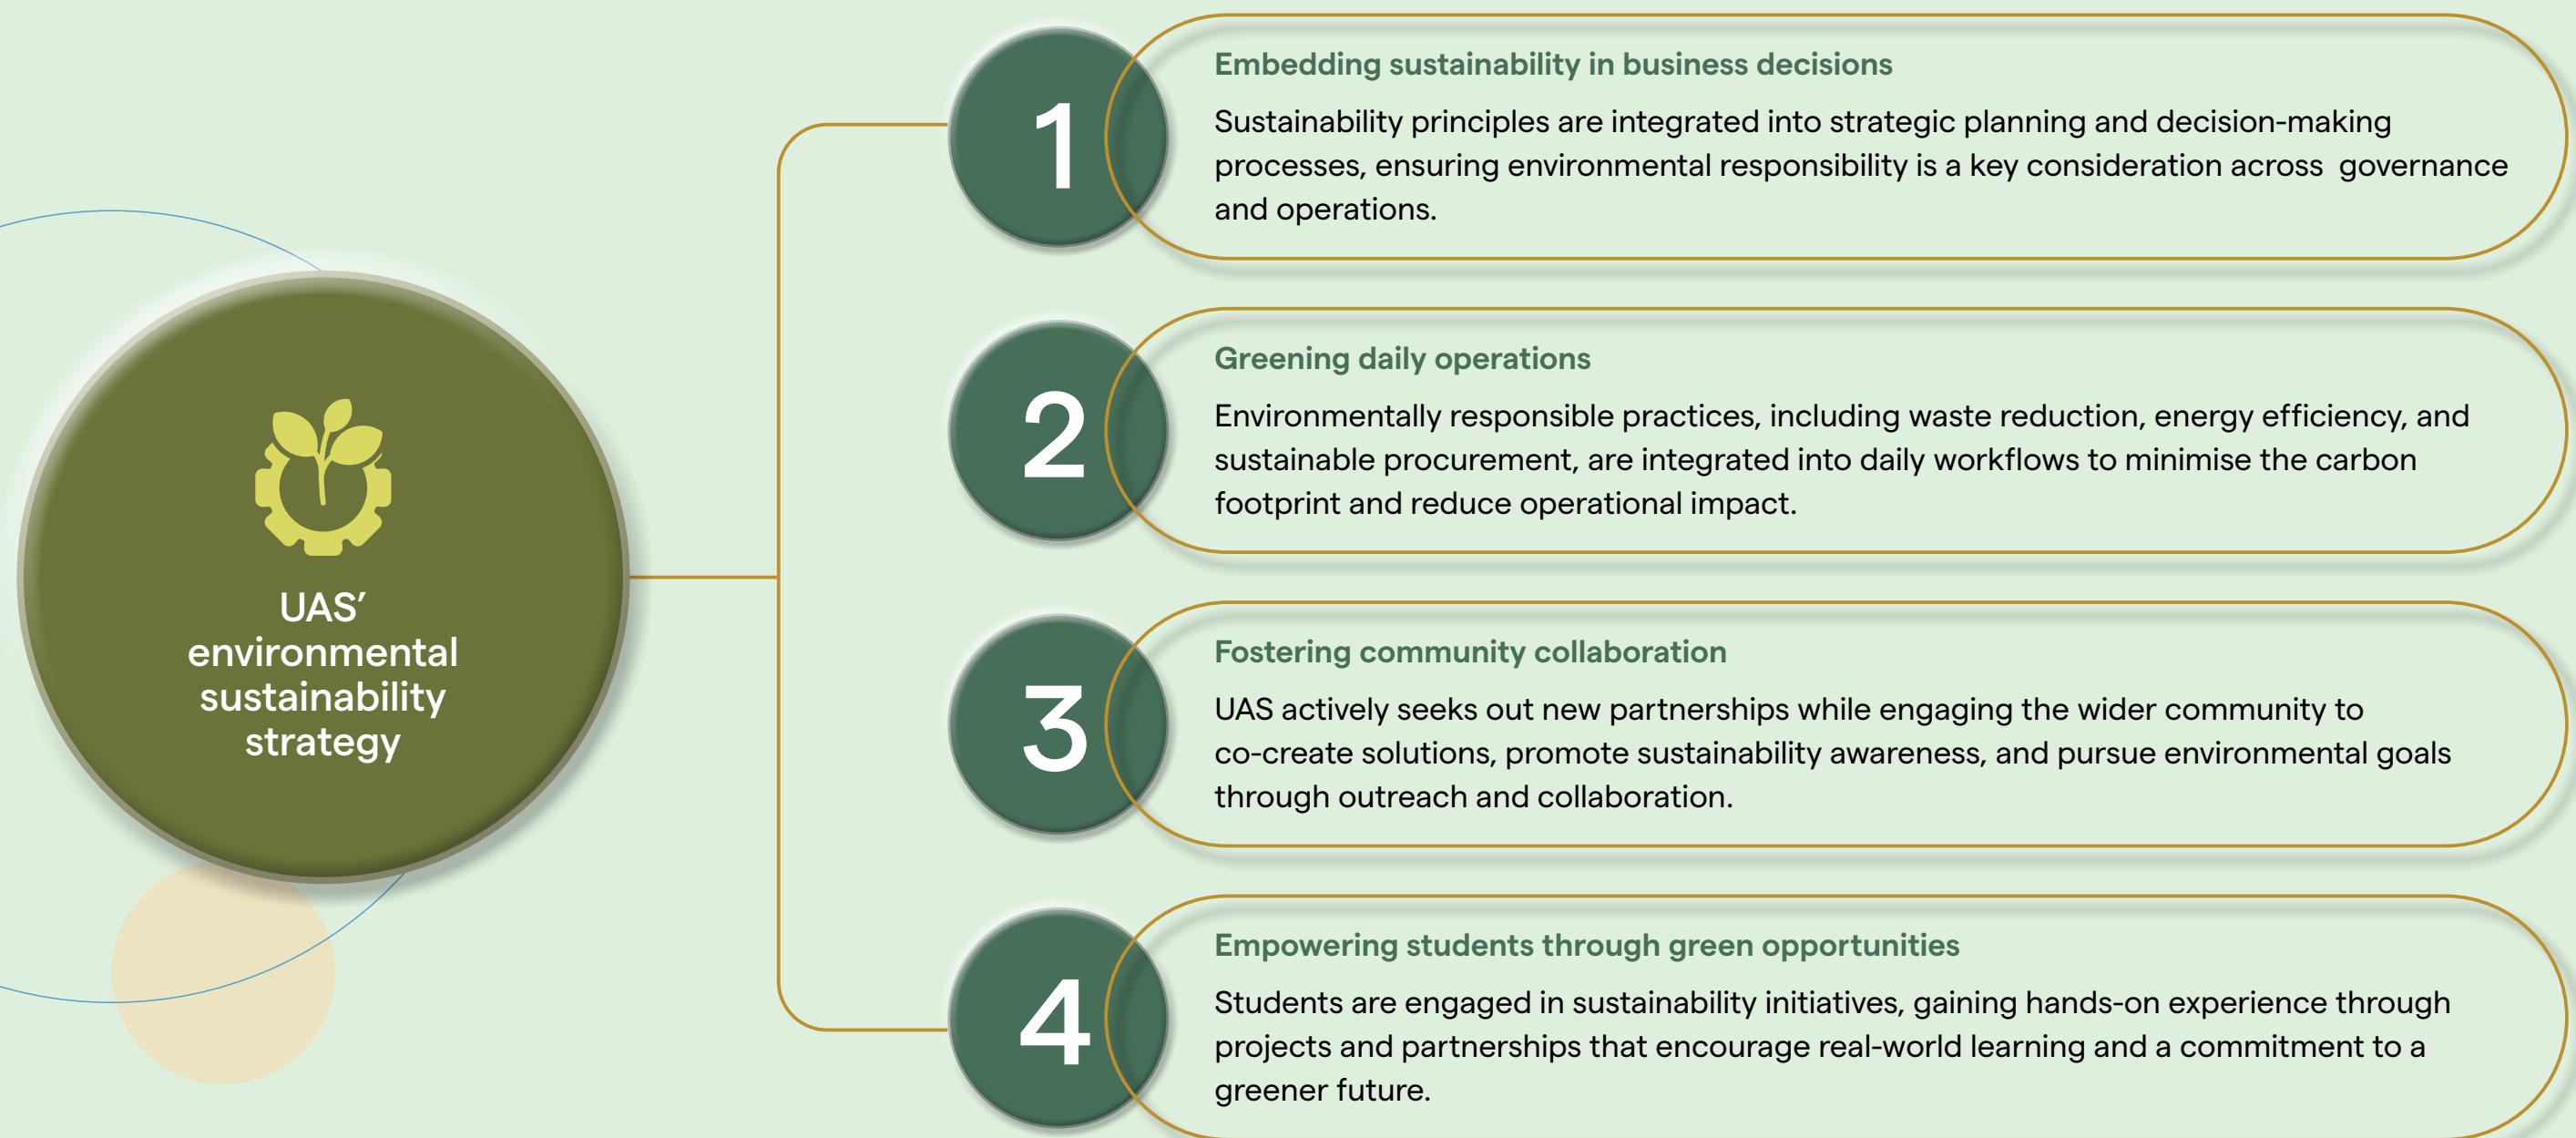 UAS’
environmental
sustainability
strategy
1
Embedding sustainability in business decisions
Sustainability principles are integrated into strategic planning and decision-making
processes, ensuring environmental responsibility is a key consideration across  governance
and operations.
2
Greening daily operations
Environmentally responsible practices, including waste reduction, energy efficiency, and
sustainable procurement, are integrated into daily workflows to minimise the carbon
footprint and reduce operational impact.
3
Fostering community collaboration
UAS actively seeks out new partnerships while engaging the wider community to
co-create solutions, promote sustainability awareness, and pursue environmental goals
through outreach and collaboration.
4
Empowering students through green opportunities
Students are engaged in sustainability initiatives, gaining hands-on experience through
projects and partnerships that encourage real-world learning and a commitment to a
greener future.